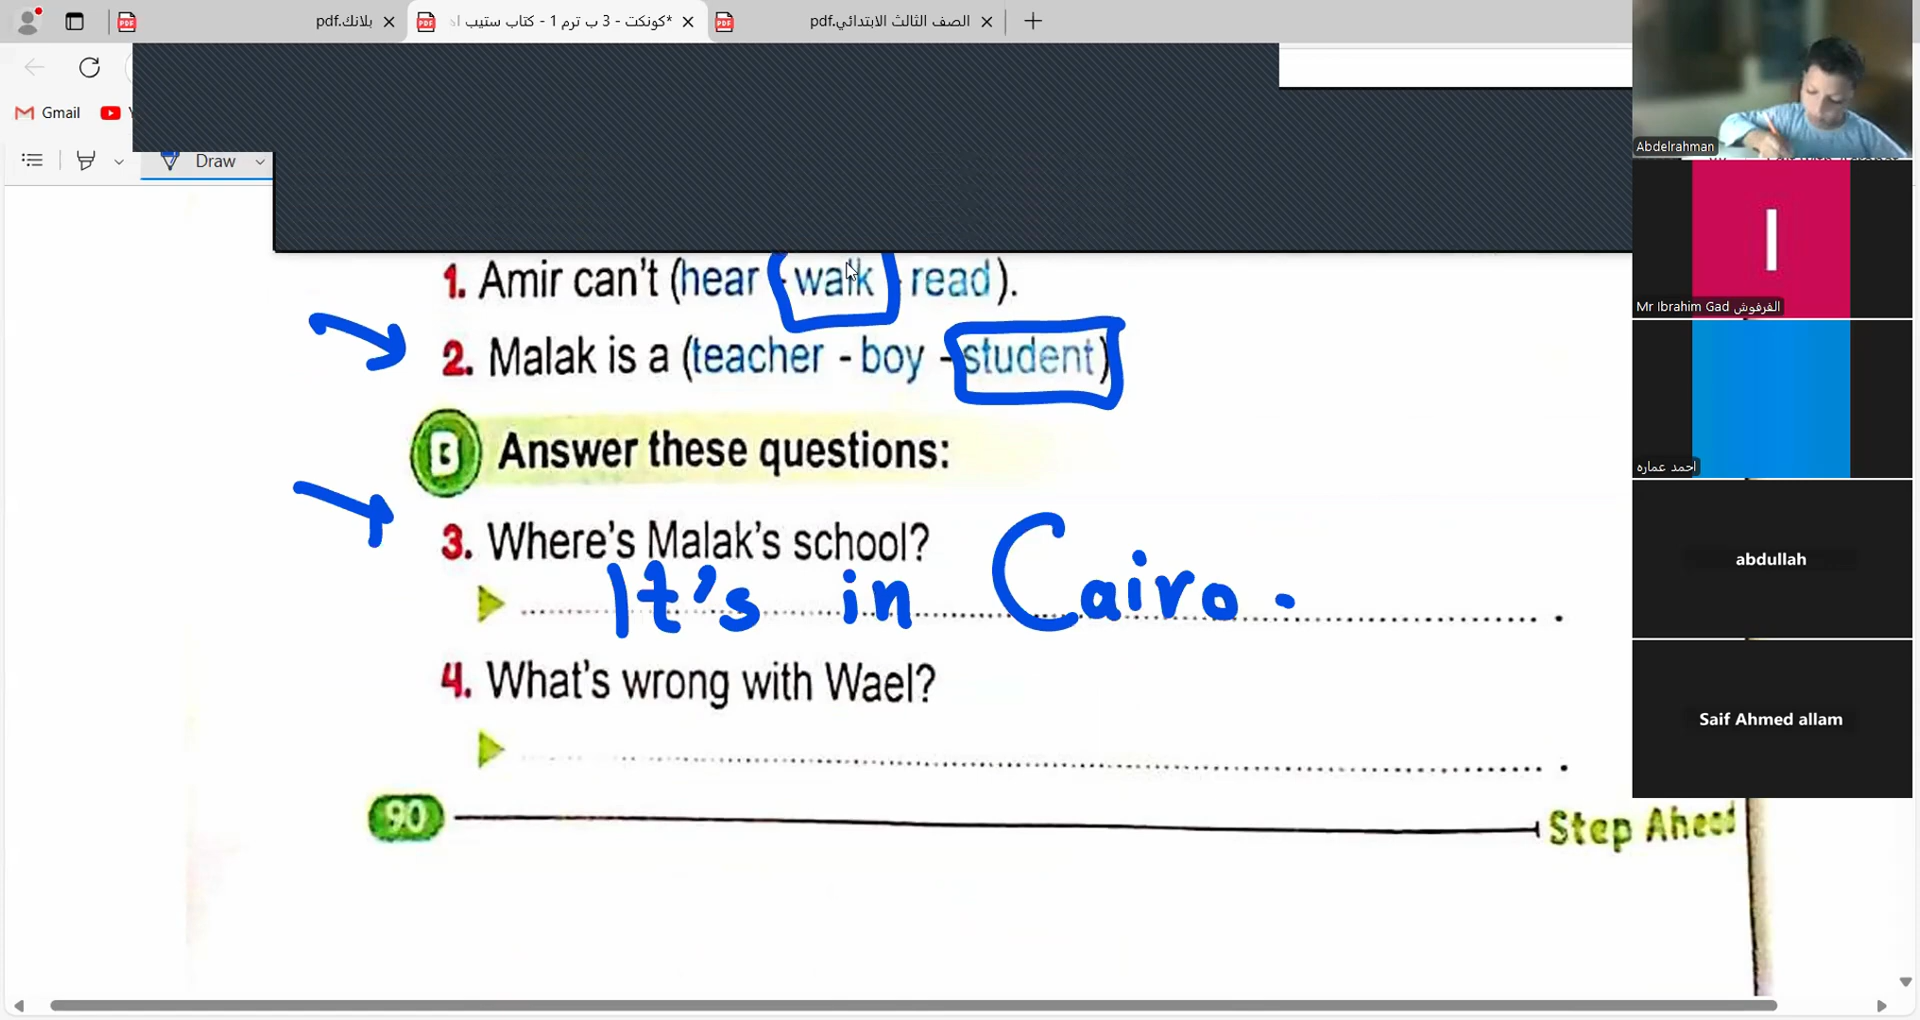 بلانك.pdf
*كونكت - 3 ب ترم 1 - كتاب ستيب
الصف الثالث الابتدائي.pdf
Gmail
Draw
Abdelrahman
1. Amir can't (hear - walk - read).
Mr Ibrahim Gad الفرفوش
2. Malak is a (teacher - boy - student)
B Answer these questions:
احمد عماره
3. Where's Malak's school?
It's in Cairo.
abdullah
4. What's wrong with Wael?
Saif Ahmed allam
90
Step Ahead